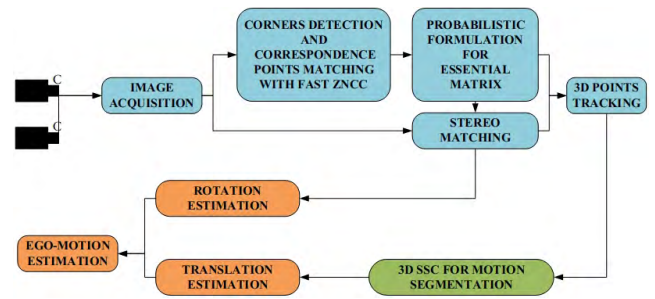 C
C
IMAGE
ACQUISITION
CORNERS DETECTION
AND
CORRESPONDENCE
POINTS MATCHING
WITH FAST ZNCC
PROBABILISTIC
FORMULATION
FOR
ESSENTIAL
MATRIX
STEREO
MATCHING
3D POINTS
TRACKING
ROTATION
ESTIMATION
EGO-MOTION
ESTIMATION
TRANSLATION
ESTIMATION
3D SSC FOR MOTION
SEGMENTATION